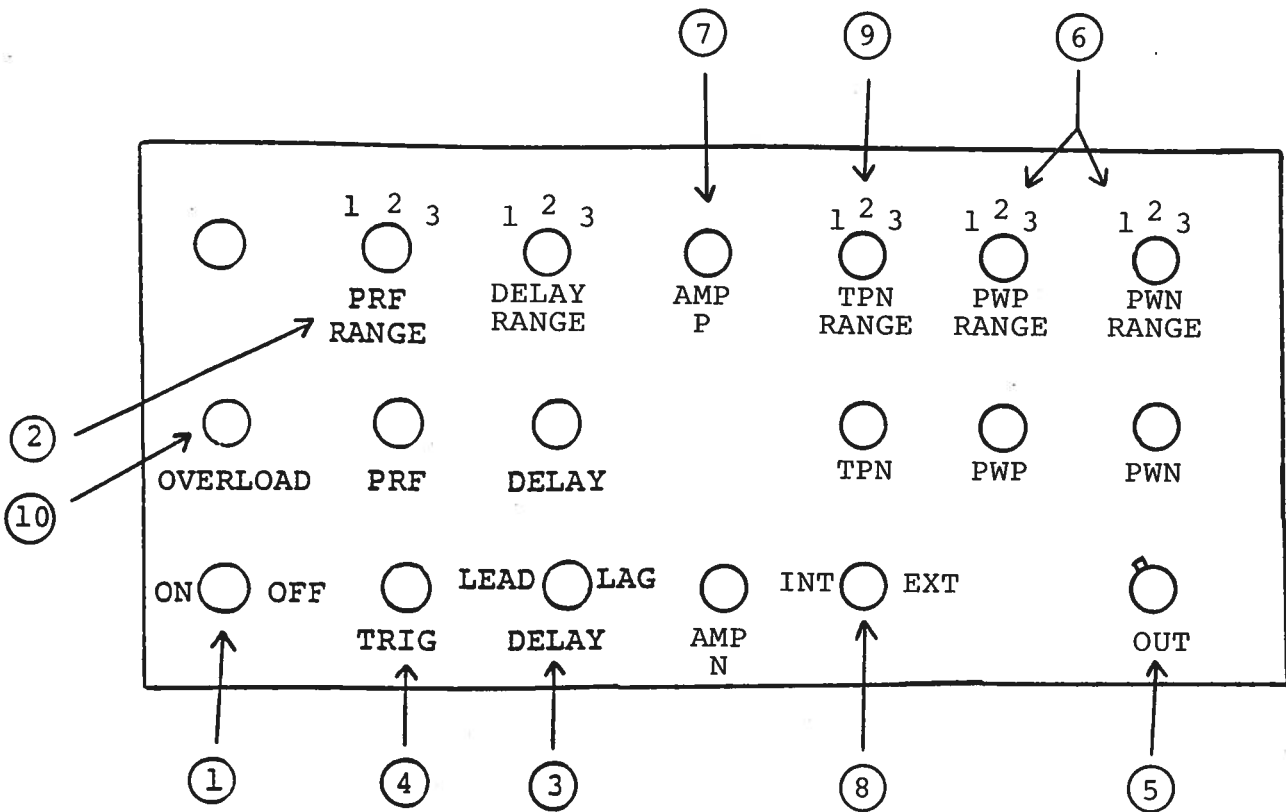 7 9 6
1 2 3 1 2 3 1 2 3 1 2 3 1 2 3
PRF DELAY AMP TPN PWP PWN
RANGE RANGE P RANGE RANGE RANGE
2
OVERLOAD PRF DELAY TPN PWP PWN
10
ON OFF LEAD LAG INT EXT
TRIG DELAY AMP OUT
N
1 4 3 8 5